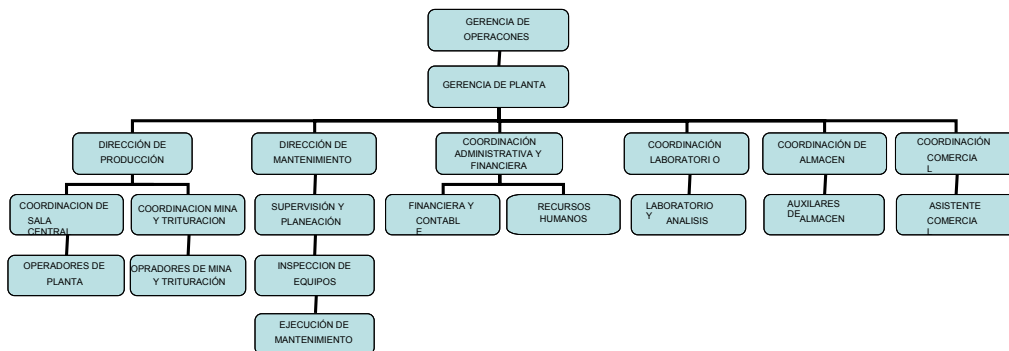 GERENCIA DE
OPERACONES
GERENCIA DE PLANTA
DIRECCIÓN DE
PRODUCCIÓN
DIRECCIÓN DE
MANTENIMIENTO
COORDINACIÓN
ADMINISTRATIVA Y
FINANCIERA
COORDINACIÓN
LABORATORI O
COORDINACIÓN
DE ALMACEN
COORDINACIÓN
COMERCIA
L
COORDINACION DE
SALA
CENTRAL
COORDINACION MINA
Y TRITURACION
SUPERVISIÓN Y
PLANEACIÓN
FINANCIERA Y
CONTABL
E
RECURSOS
HUMANOS
LABORATORIO
Y ANALISIS
AUXILARES
DE ALMACEN
ASISTENTE
COMERCIA
L
OPERADORES DE
PLANTA
OPRADORES DE MINA
Y TRITURACIÓN
INSPECCION DE
EQUIPOS
EJECUCIÓN DE
MANTENIMIENTO